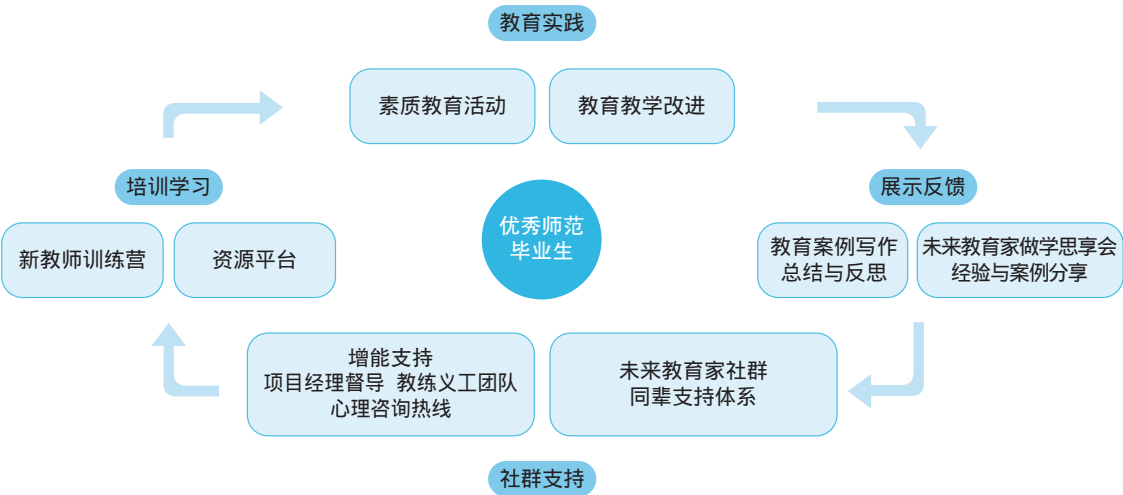 教育实践
素质教育活动
教育教学改进
培训学习
展示反馈
新教师训练营
资源平台
优秀师范
毕业生
教育案例写作
总结与反思
未来教育家做学思享会
经验与案例分享
增能支持
项目经理督导 教练义工团队
心理咨询热线
未来教育家社群
同辈支持体系
社群支持